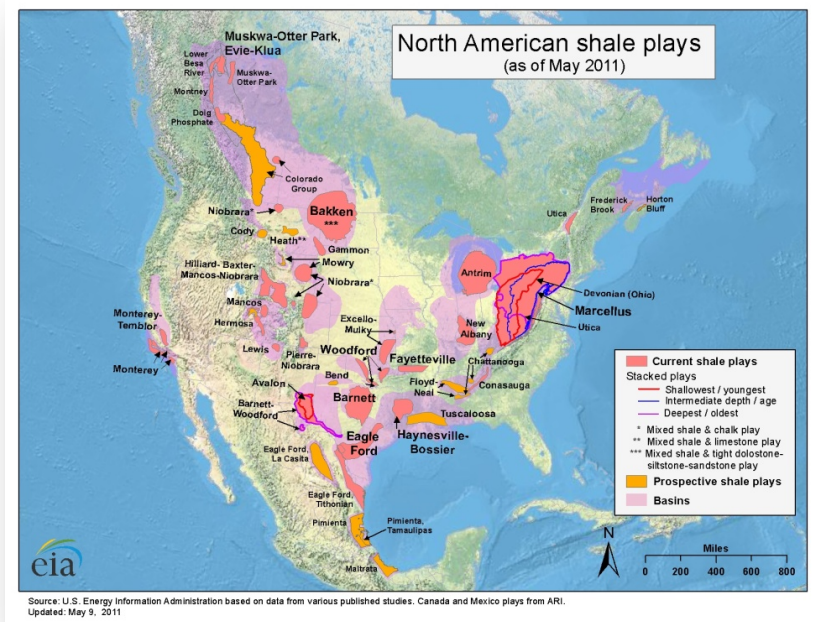 North American shale plays
(as of May 2011)
Muskwa-Otter Park,
Evie-Klua
Lower
Besa
River
Muskwa-
Otter Park
Montney
Doig
Phosphate
Colorado
Group
Niobrara*
Bakken
***
Cody
Heath**
Gammon
Mowry
Hilliard- Baxter-
Mancos-Niobrara
Niobrara*
Utica
Frederick
Brook
Horton
Bluff
Antrim
Devonian (Ohio)
Marcellus
Utica
Monterey-
Temblor
Mancos
Hermosa
Excello-
Mulky
New
Albany
Monterey
Lewis
Pierre-
Niobrara
Woodford
Fayetteville
Chattanooga
Bend
Floyd-
Neal
Conasauga
Avalon
Barnett
Tuscaloosa
Barnett-
Woodford
Eagle
Ford
Haynesville-
Bossier
Eagle Ford,
La Casita
Eagle Ford,
Tithonian
Pimienta
Pimienta,
Tamaulipas
Maltrata
Current shale plays
Stacked plays
Shallowest / youngest
Intermediate depth / age
Deepest / oldest
* Mixed shale & chalk play
** Mixed shale & limestone play
*** Mixed shale & tight dolostone-
siltstone-sandstone play
Prospective shale plays
Basins
N
Miles
0 200 400 600 800
eia
Source: U.S. Energy Information Administration based on data from various published studies. Canada and Mexico plays from ARI.
Updated: May 9, 2011